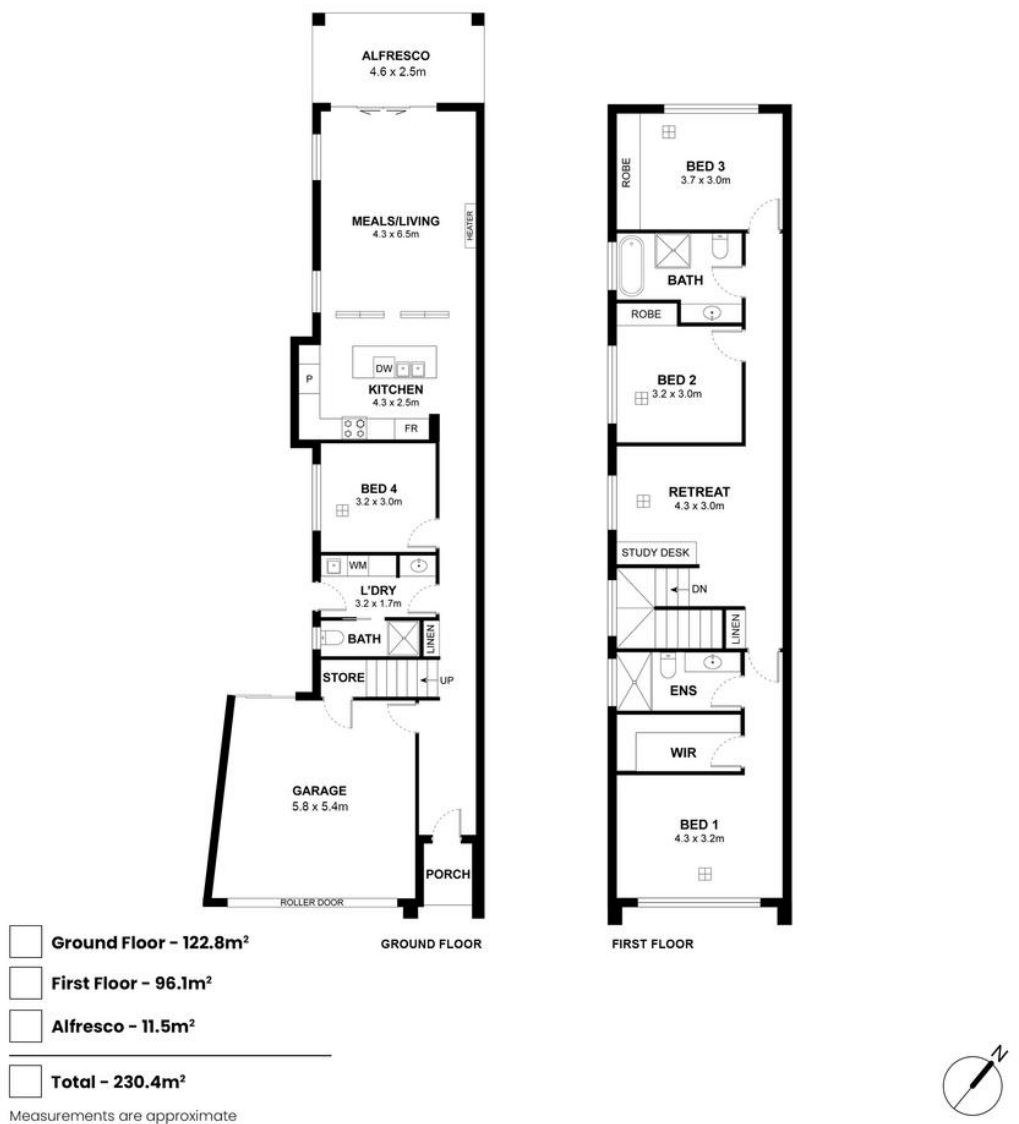 ALFRESCO
4.6 x 2.5m
MEALS/LIVING
4.3 x 6.5m
HEATER
DW
P
KITCHEN
4.3 x 2.5m
FR
BED 4
3.2 x 3.0m
WM
L'DRY
3.2 x 1.7m
BATH
LINEN
STORE
UP
GARAGE
5.8 x 5.4m
PORCH
ROLLER DOOR
GROUND FLOOR
ROBE
BED 3
3.7 x 3.0m
BATH
ROBE
BED 2
3.2 x 3.0m
RETREAT
4.3 x 3.0m
STUDY DESK
DN
LINEN
ENS
WIR
BED 1
4.3 x 3.2m
FIRST FLOOR
Ground Floor - 122.8m²
First Floor - 96.1m²
Alfresco - 11.5m²
Total - 230.4m²
Measurements are approximate
N